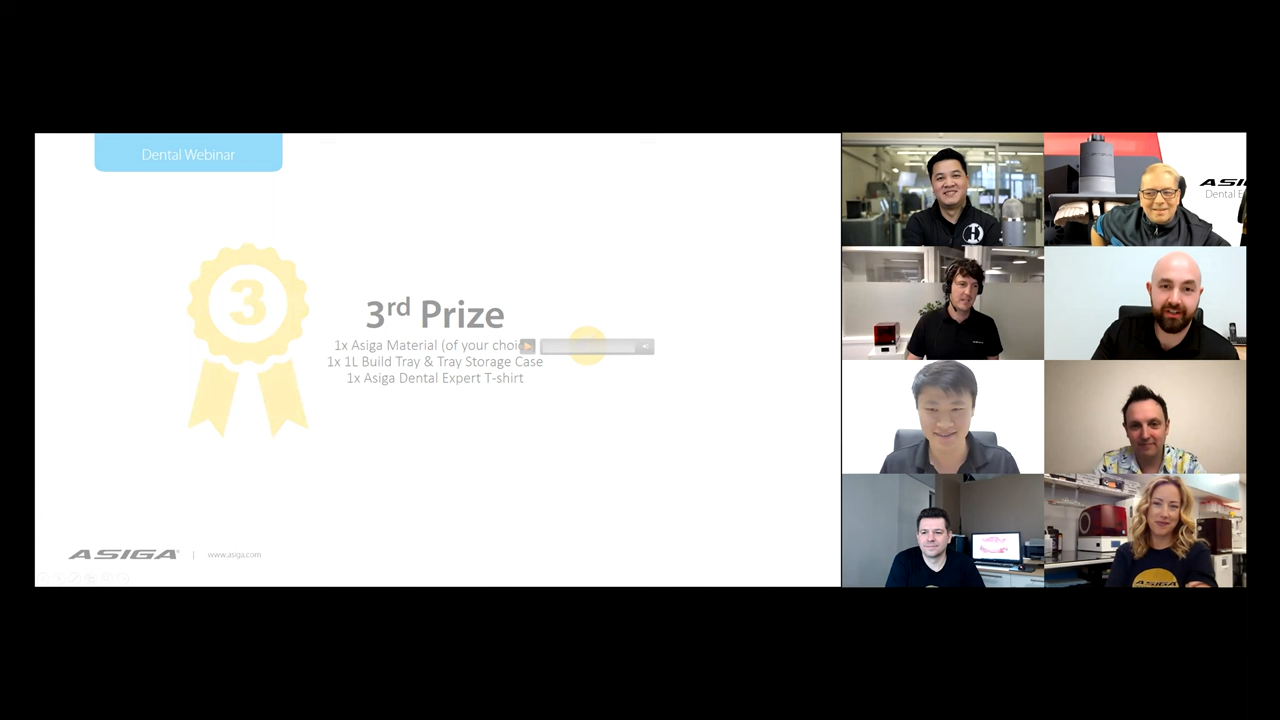 Dental Webinar
3
3rd Prize
1x Asiga Material (of your choi
1x 1L Build Tray & Tray Storage Case
1x Asiga Dental Expert T-shirt
ASIGA | www.asiga.com
ASI
Dental E
ASIGA